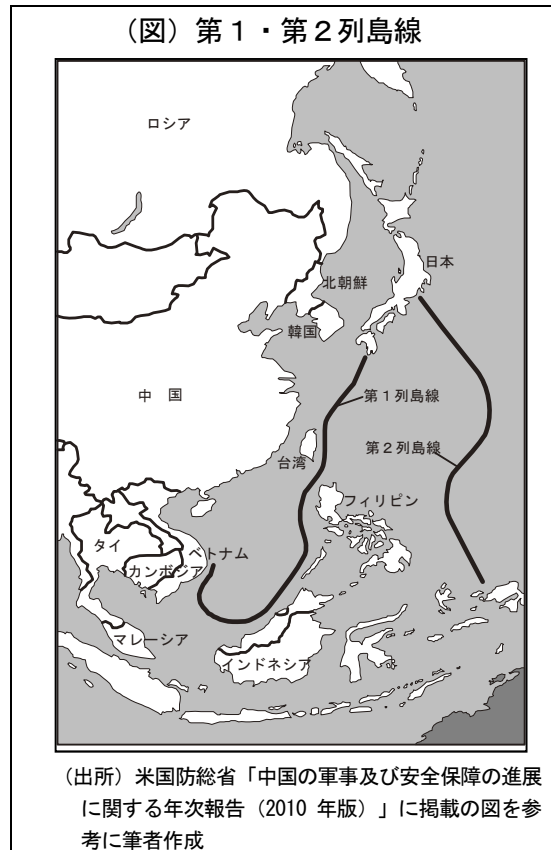 (図)第１・第２列島線
ロシア
日本
北朝鮮
韓国
中 国
第１列島線
台湾
第２列島線
フィリピン
タイ
ベトナム
カンボジア
マレーシア
インドネシア
(出所)米国防総省「中国の軍事及び安全保障の進展
に関する年次報告(2010 年版)」に掲載の図を参
考に筆者作成